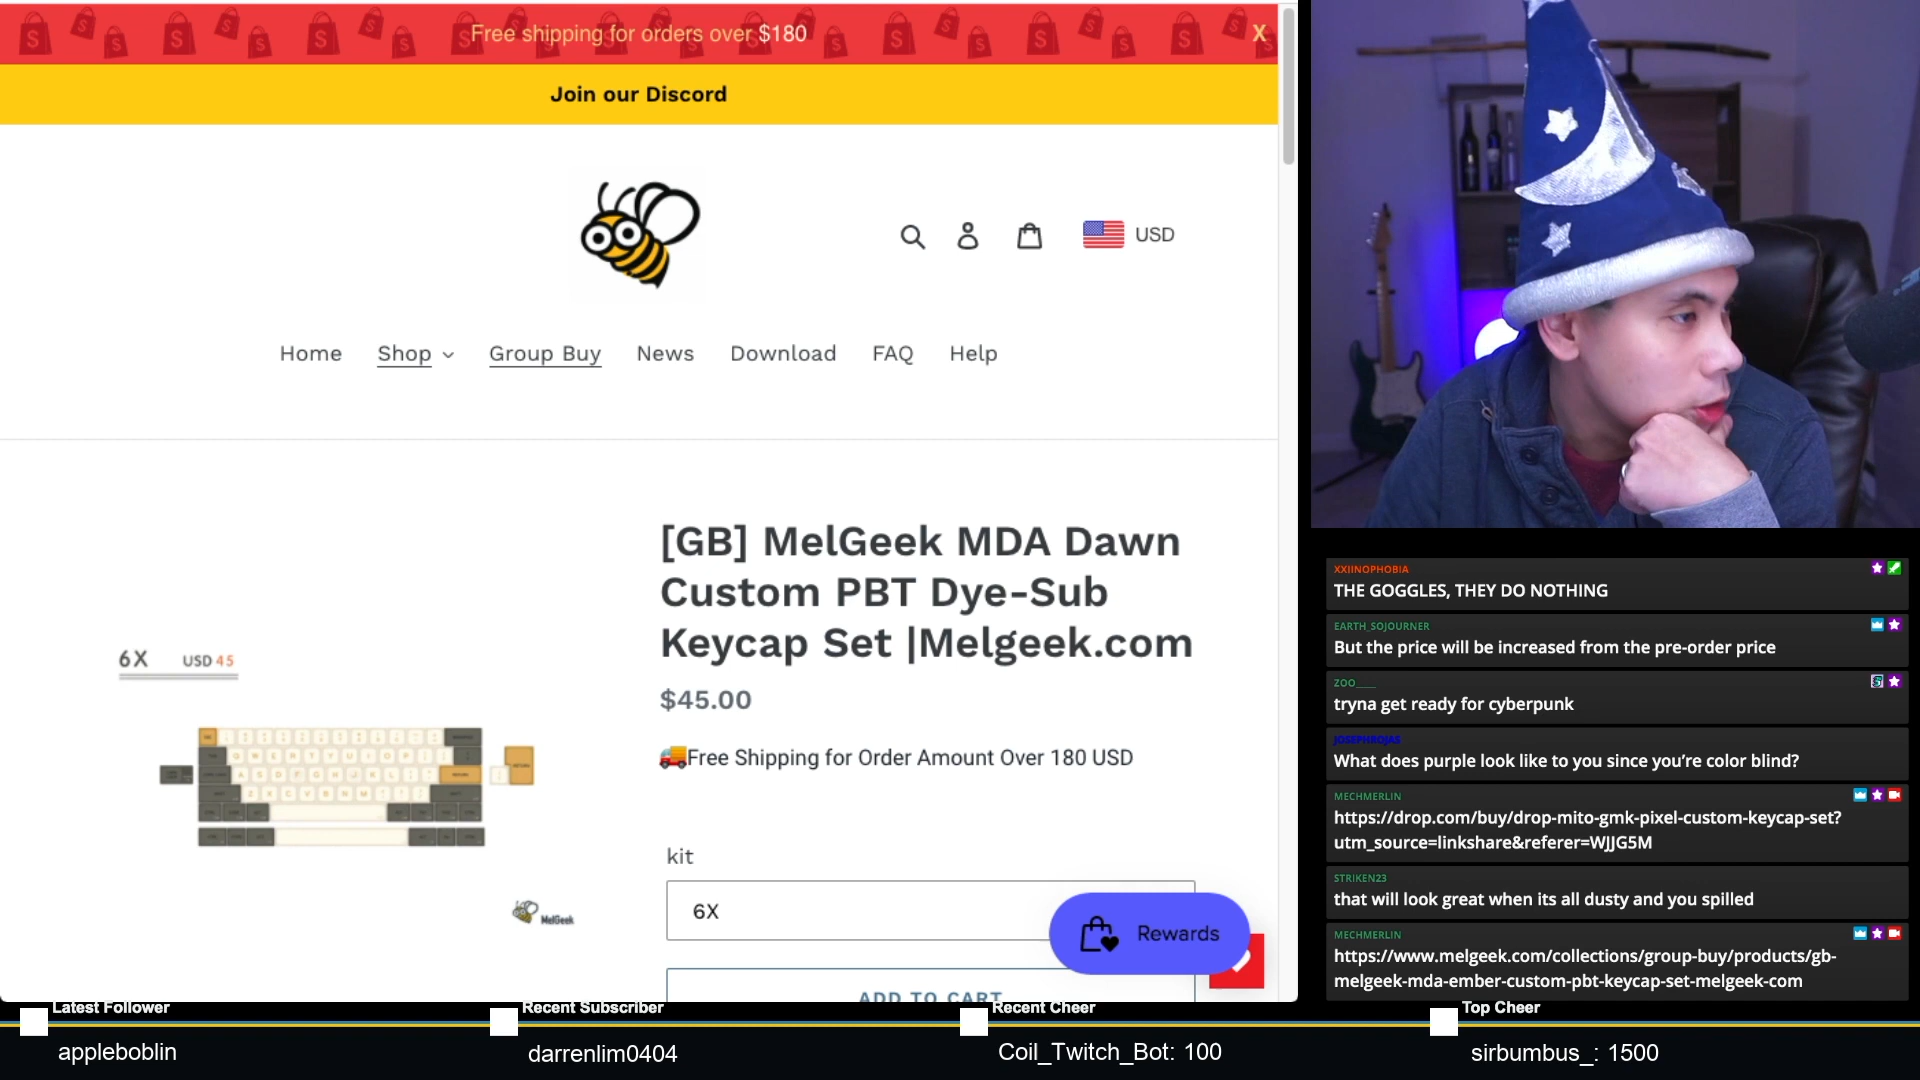 Free shipping for orders over $180
X
Join our Discord
USD
Home
Shop
Group Buy
News
Download
FAQ
Help
[GB] MelGeek MDA Dawn
Custom PBT Dye-Sub
Keycap Set |Melgeek.com
$45.00
Free Shipping for Order Amount Over 180 USD
6X USD 45
MelGeek
kit
6X
Rewards
ADD TO CART
XXIINOPHOBIA
THE GOGGLES, THEY DO NOTHING
EARTH_SOJOURNER
But the price will be increased from the pre-order price
ZOO____
tryna get ready for cyberpunk
JOSEPHROJAS
What does purple look like to you since you're color blind?
MECHMERLIN
https://drop.com/buy/drop-mito-gmk-pixel-custom-keycap-set?
utm_source=linkshare&referer=WJJG5M
STRIKEN23
that will look great when its all dusty and you spilled
MECHMERLIN
https://www.melgeek.com/collections/group-buy/products/gb-
melgeek-mda-ember-custom-pbt-keycap-set-melgeek-com
Latest Follower
appleboblin
Recent Subscriber
darrenlim0404
Recent Cheer
Coil_Twitch_Bot: 100
Top Cheer
sirbumbus_: 1500